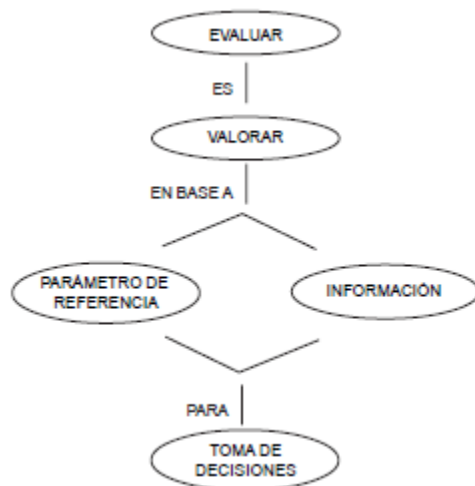 EVALUAR
ES
VALORAR
EN BASE A
PARÁMETRO DE
REFERENCIA
INFORMACIÓN
PARA
TOMA DE
DECISIONES